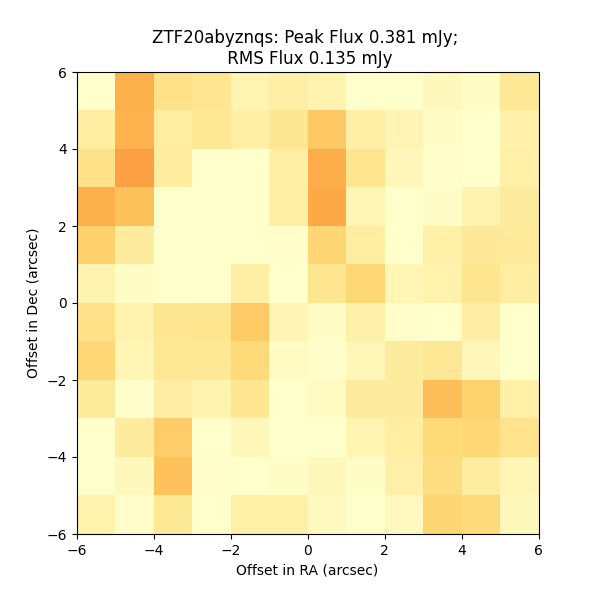 ZTF20abyznqs: Peak Flux 0.381 mJy;
RMS Flux 0.135 mJy
6
4
2
0
−2
−4
−6
Offset in Dec (arcsec)
−6 −4 −2 0 2 4 6
Offset in RA (arcsec)